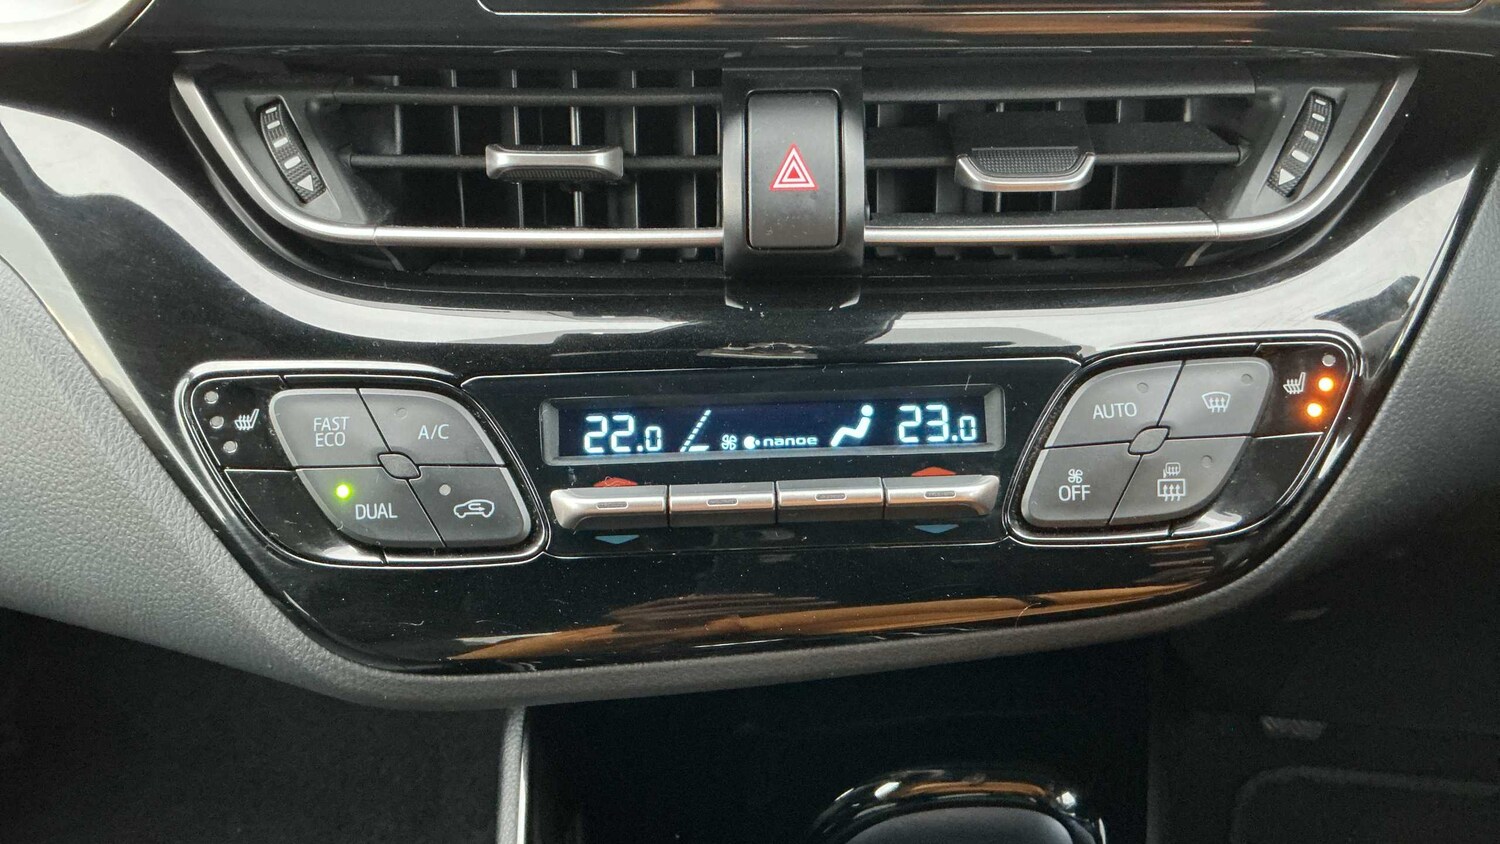 FAST
ECO
A/C
DUAL
22.0
nanoe
23.0
AUTO
OFF